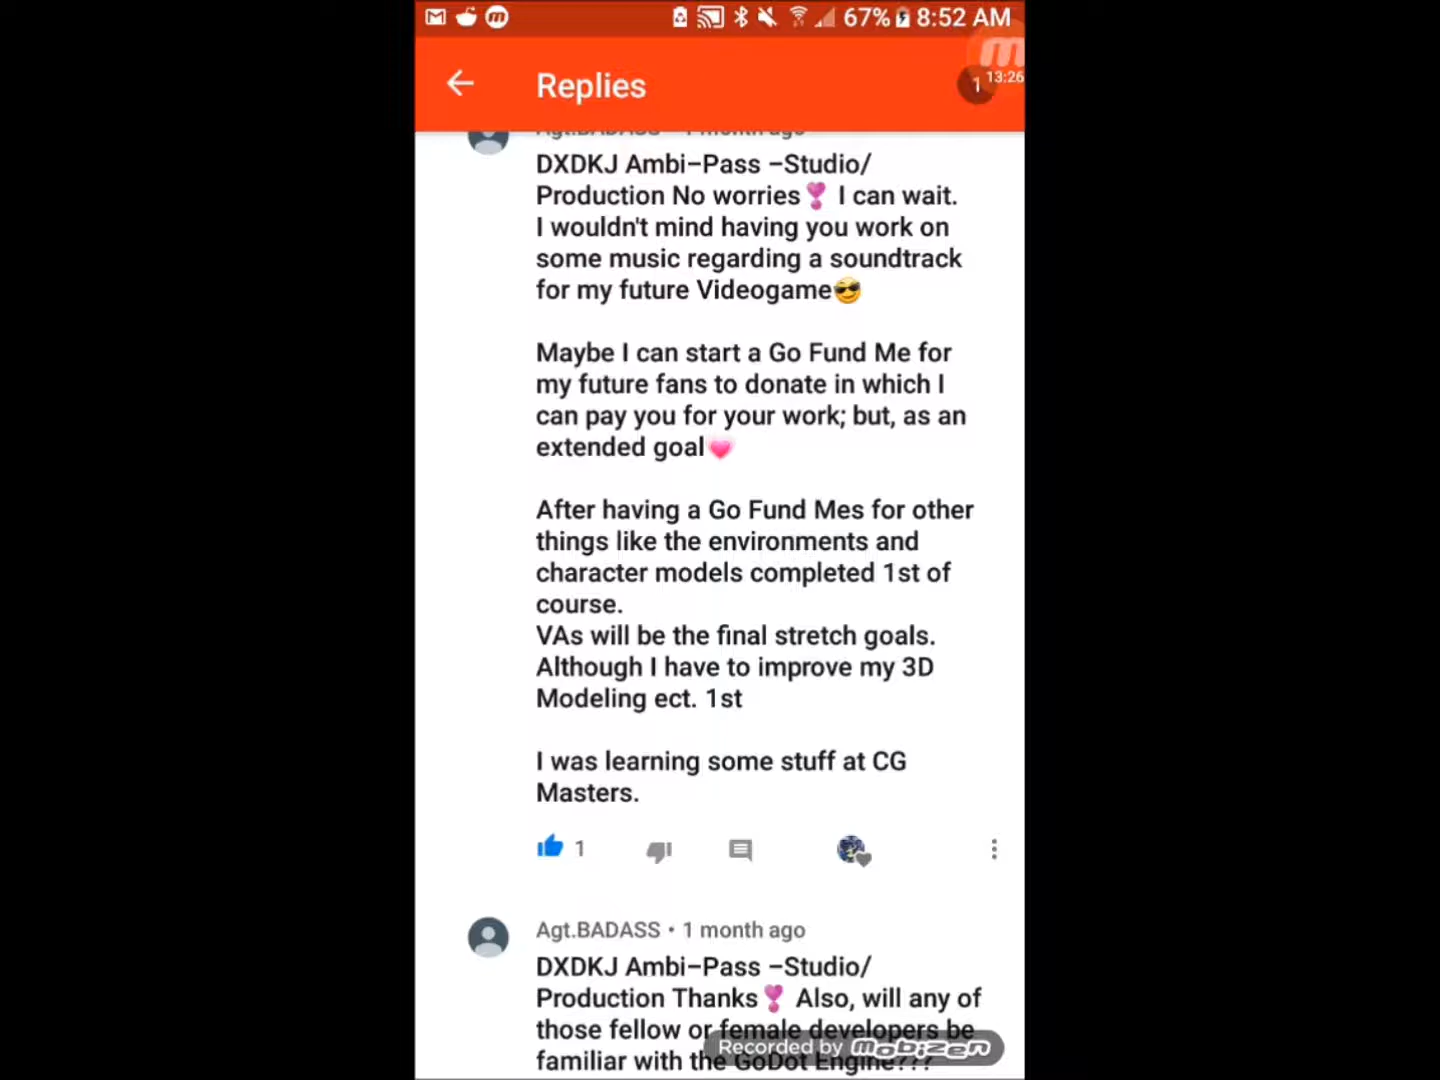 67% 8:52 AM
Replies
1 13:26
Agt.BADASS • 1 month ago
DXDKJ Ambi–Pass –Studio/
Production No worries❣ I can wait.
I wouldn't mind having you work on
some music regarding a soundtrack
for my future Videogame😎
Maybe I can start a Go Fund Me for
my future fans to donate in which I
can pay you for your work; but, as an
extended goal💗
After having a Go Fund Mes for other
things like the environments and
character models completed 1st of
course.
VAs will be the final stretch goals.
Although I have to improve my 3D
Modeling ect. 1st
I was learning some stuff at CG
Masters.
1
Agt.BADASS • 1 month ago
DXDKJ Ambi–Pass –Studio/
Production Thanks❣ Also, will any of
those fellow or female developers be
familiar with the GoDot Engine???
Recorded by mobizen